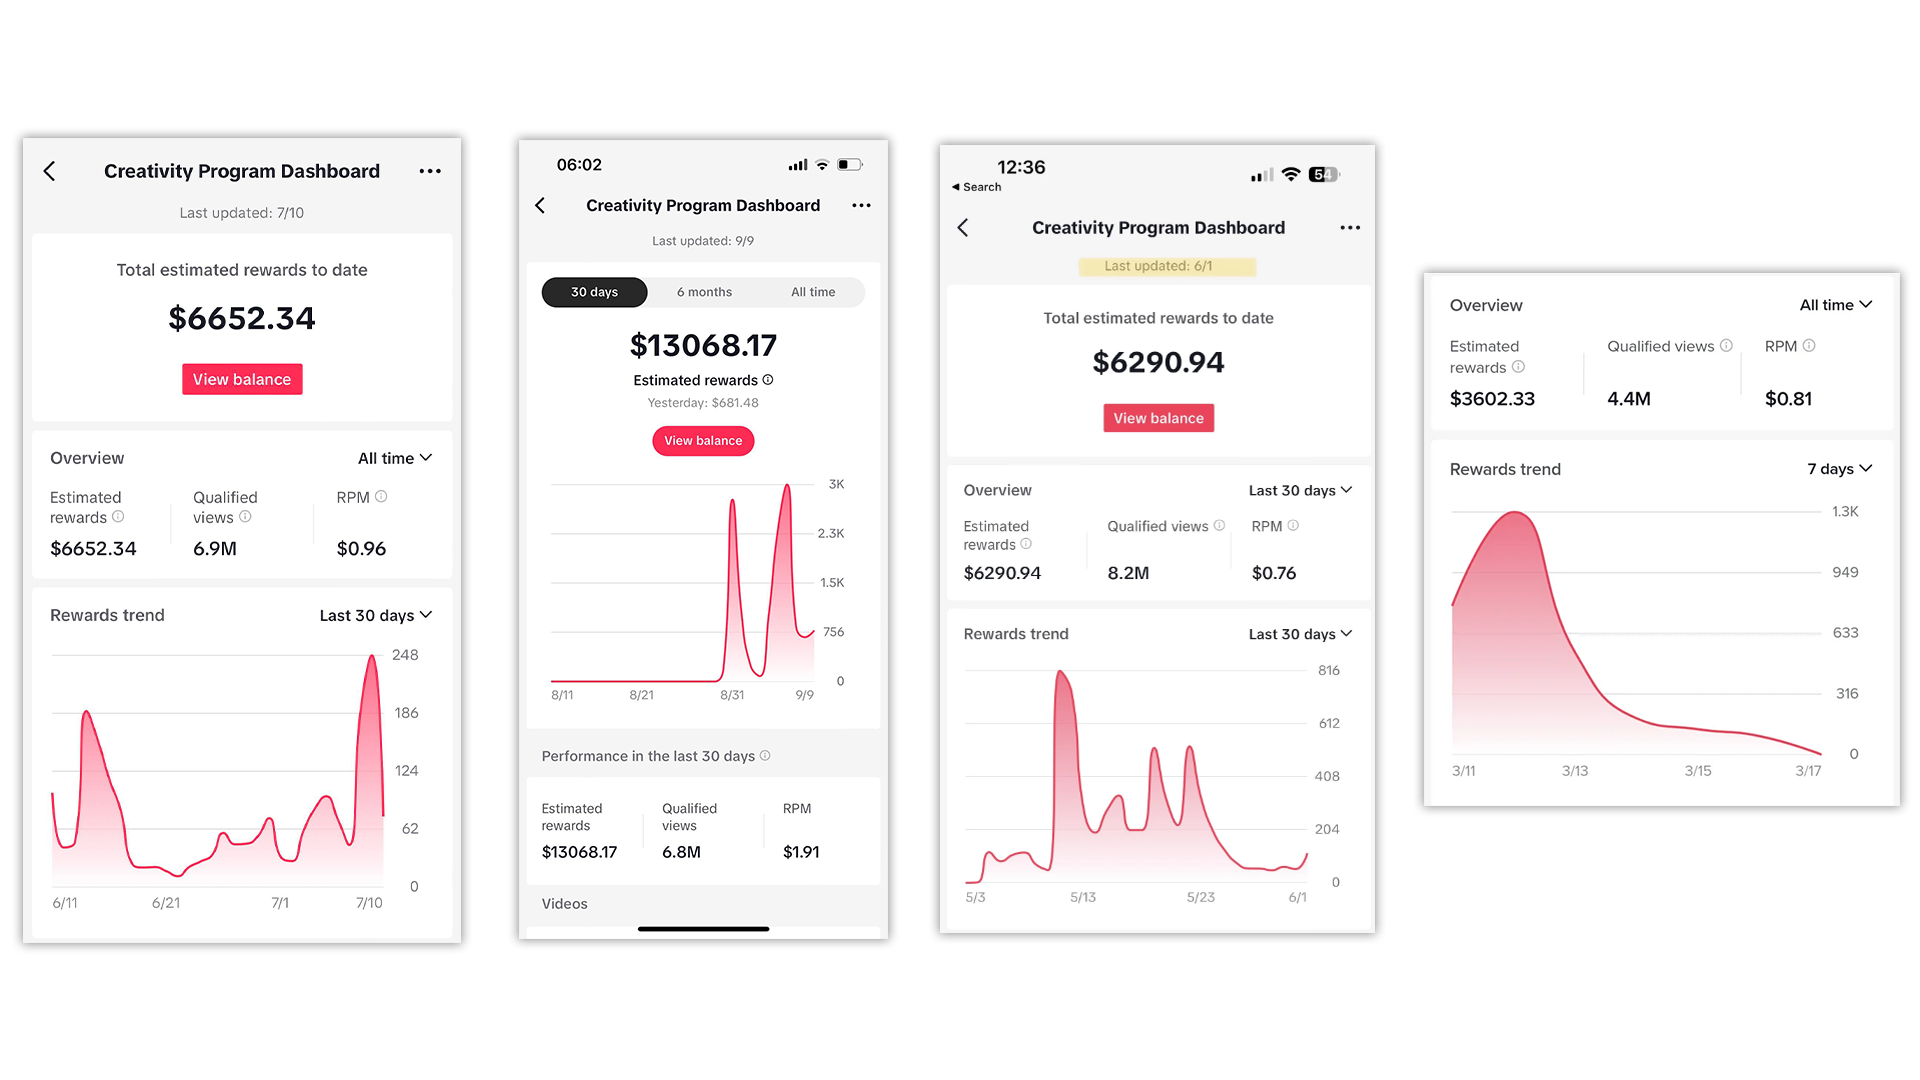 Creativity Program Dashboard
Last updated: 7/10
Total estimated rewards to date
$6652.34
View balance
Overview
All time
Estimated rewards
Qualified views
RPM
$6652.34
6.9M
$0.96
Rewards trend
Last 30 days
248
186
124
62
0
6/11
6/21
7/1
7/10
06:02
Creativity Program Dashboard
Last updated: 9/9
30 days
6 months
All time
$13068.17
Estimated rewards
Yesterday: $681.48
View balance
3K
2.3K
1.5K
756
0
8/11
8/21
8/31
9/9
Performance in the last 30 days
Estimated rewards
Qualified views
RPM
$13068.17
6.8M
$1.91
Videos
12:36
54
Search
Creativity Program Dashboard
Last updated: 6/1
Total estimated rewards to date
$6290.94
View balance
Overview
Last 30 days
Estimated rewards
Qualified views
RPM
$6290.94
8.2M
$0.76
Rewards trend
Last 30 days
816
612
408
204
0
5/3
5/13
5/23
6/1
Overview
All time
Estimated rewards
Qualified views
RPM
$3602.33
4.4M
$0.81
Rewards trend
7 days
1.3K
949
633
316
0
3/11
3/13
3/15
3/17